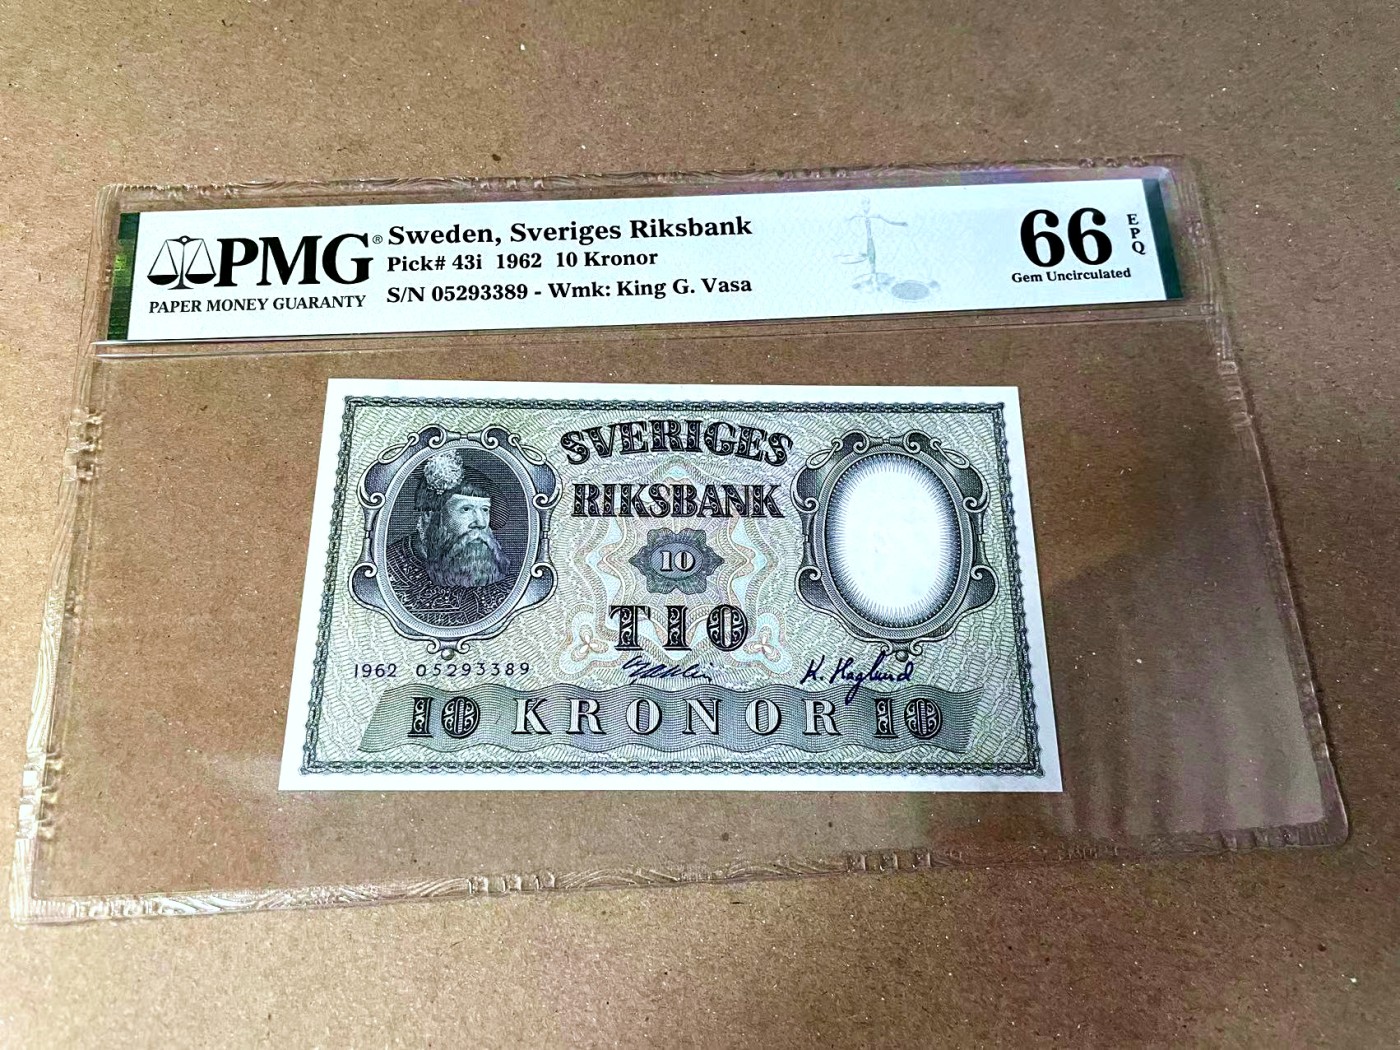 PMG®
PAPER MONEY GUARANTY
Sweden, Sveriges Riksbank
Pick# 43i 1962 10 Kronor
S/N 05293389 - Wmk: King G. Vasa
66
EPQ
Gem Uncirculated
SVERIGES
RIKSBANK
10
TIO
1962 05293389
K. Haglund
10 KRONOR 10